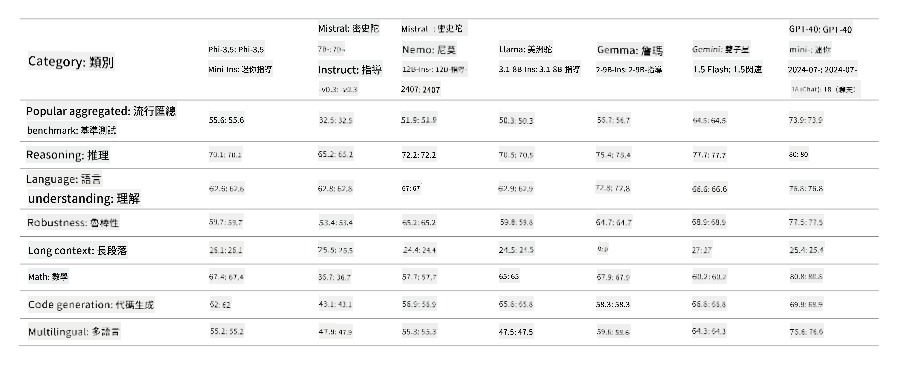 Category: 類別
Phi-3.5: Phi-3.5
Mini-Ins: 迷你指導
Mistral: 密史陀
7B-: 7B-
Instruct: 指導
-v0.3: -v0.3
Mistral : 密史陀
Nemo: 尼莫
12B-Ins-: 12B-指導-
2407: 2407
Llama: 美洲駝
3.1-8B-Ins: 3.1-8B-指導
Gemma: 詹瑪
2-9B-Ins: 2-9B-指導
Gemini: 雙子星
1.5 Flash: 1.5閃速
GPT-40: GPT-40
mini-: 迷你
2024-07-: 2024-07-
18 (Chat): 18（聊天）
Popular aggregated: 流行匯總
benchmark: 基準測試
55.6: 55.6 32.5: 32.5 51.9: 51.9 50.3: 50.3 56.7: 56.7 64.5: 64.5 73.9: 73.9
Reasoning: 推理 70.1: 70.1 65.2: 65.2 72.2: 72.2 70.5: 70.5 75.4: 75.4 77.7: 77.7 80: 80
Language: 語言
understanding: 理解
62.6: 62.6 62.8: 62.8 67: 67 62.9: 62.9 72.8: 72.8 66.6: 66.6 76.8: 76.8
Robustness: 魯棒性 59.7: 59.7 53.4: 53.4 65.2: 65.2 59.8: 59.8 64.7: 64.7 68.9: 68.9 77.5: 77.5
Long context: 長段落 26.1: 26.1 25.5: 25.5 24.4: 24.4 24.5: 24.5 0: 0 27: 27 25.4: 25.4
Math: 數學 67.4: 67.4 36.7: 36.7 57.7: 57.7 65: 65 67.9: 67.9 60.2: 60.2 80.8: 80.8
Code generation: 代碼生成 62: 62 43.1: 43.1 56.9: 56.9 65.8: 65.8 58.3: 58.3 66.8: 66.8 69.9: 69.9
Multilingual: 多語言 55.2: 55.2 47.9: 47.9 55.3: 55.3 47.5: 47.5 59.6: 59.6 64.3: 64.3 76.6: 76.6